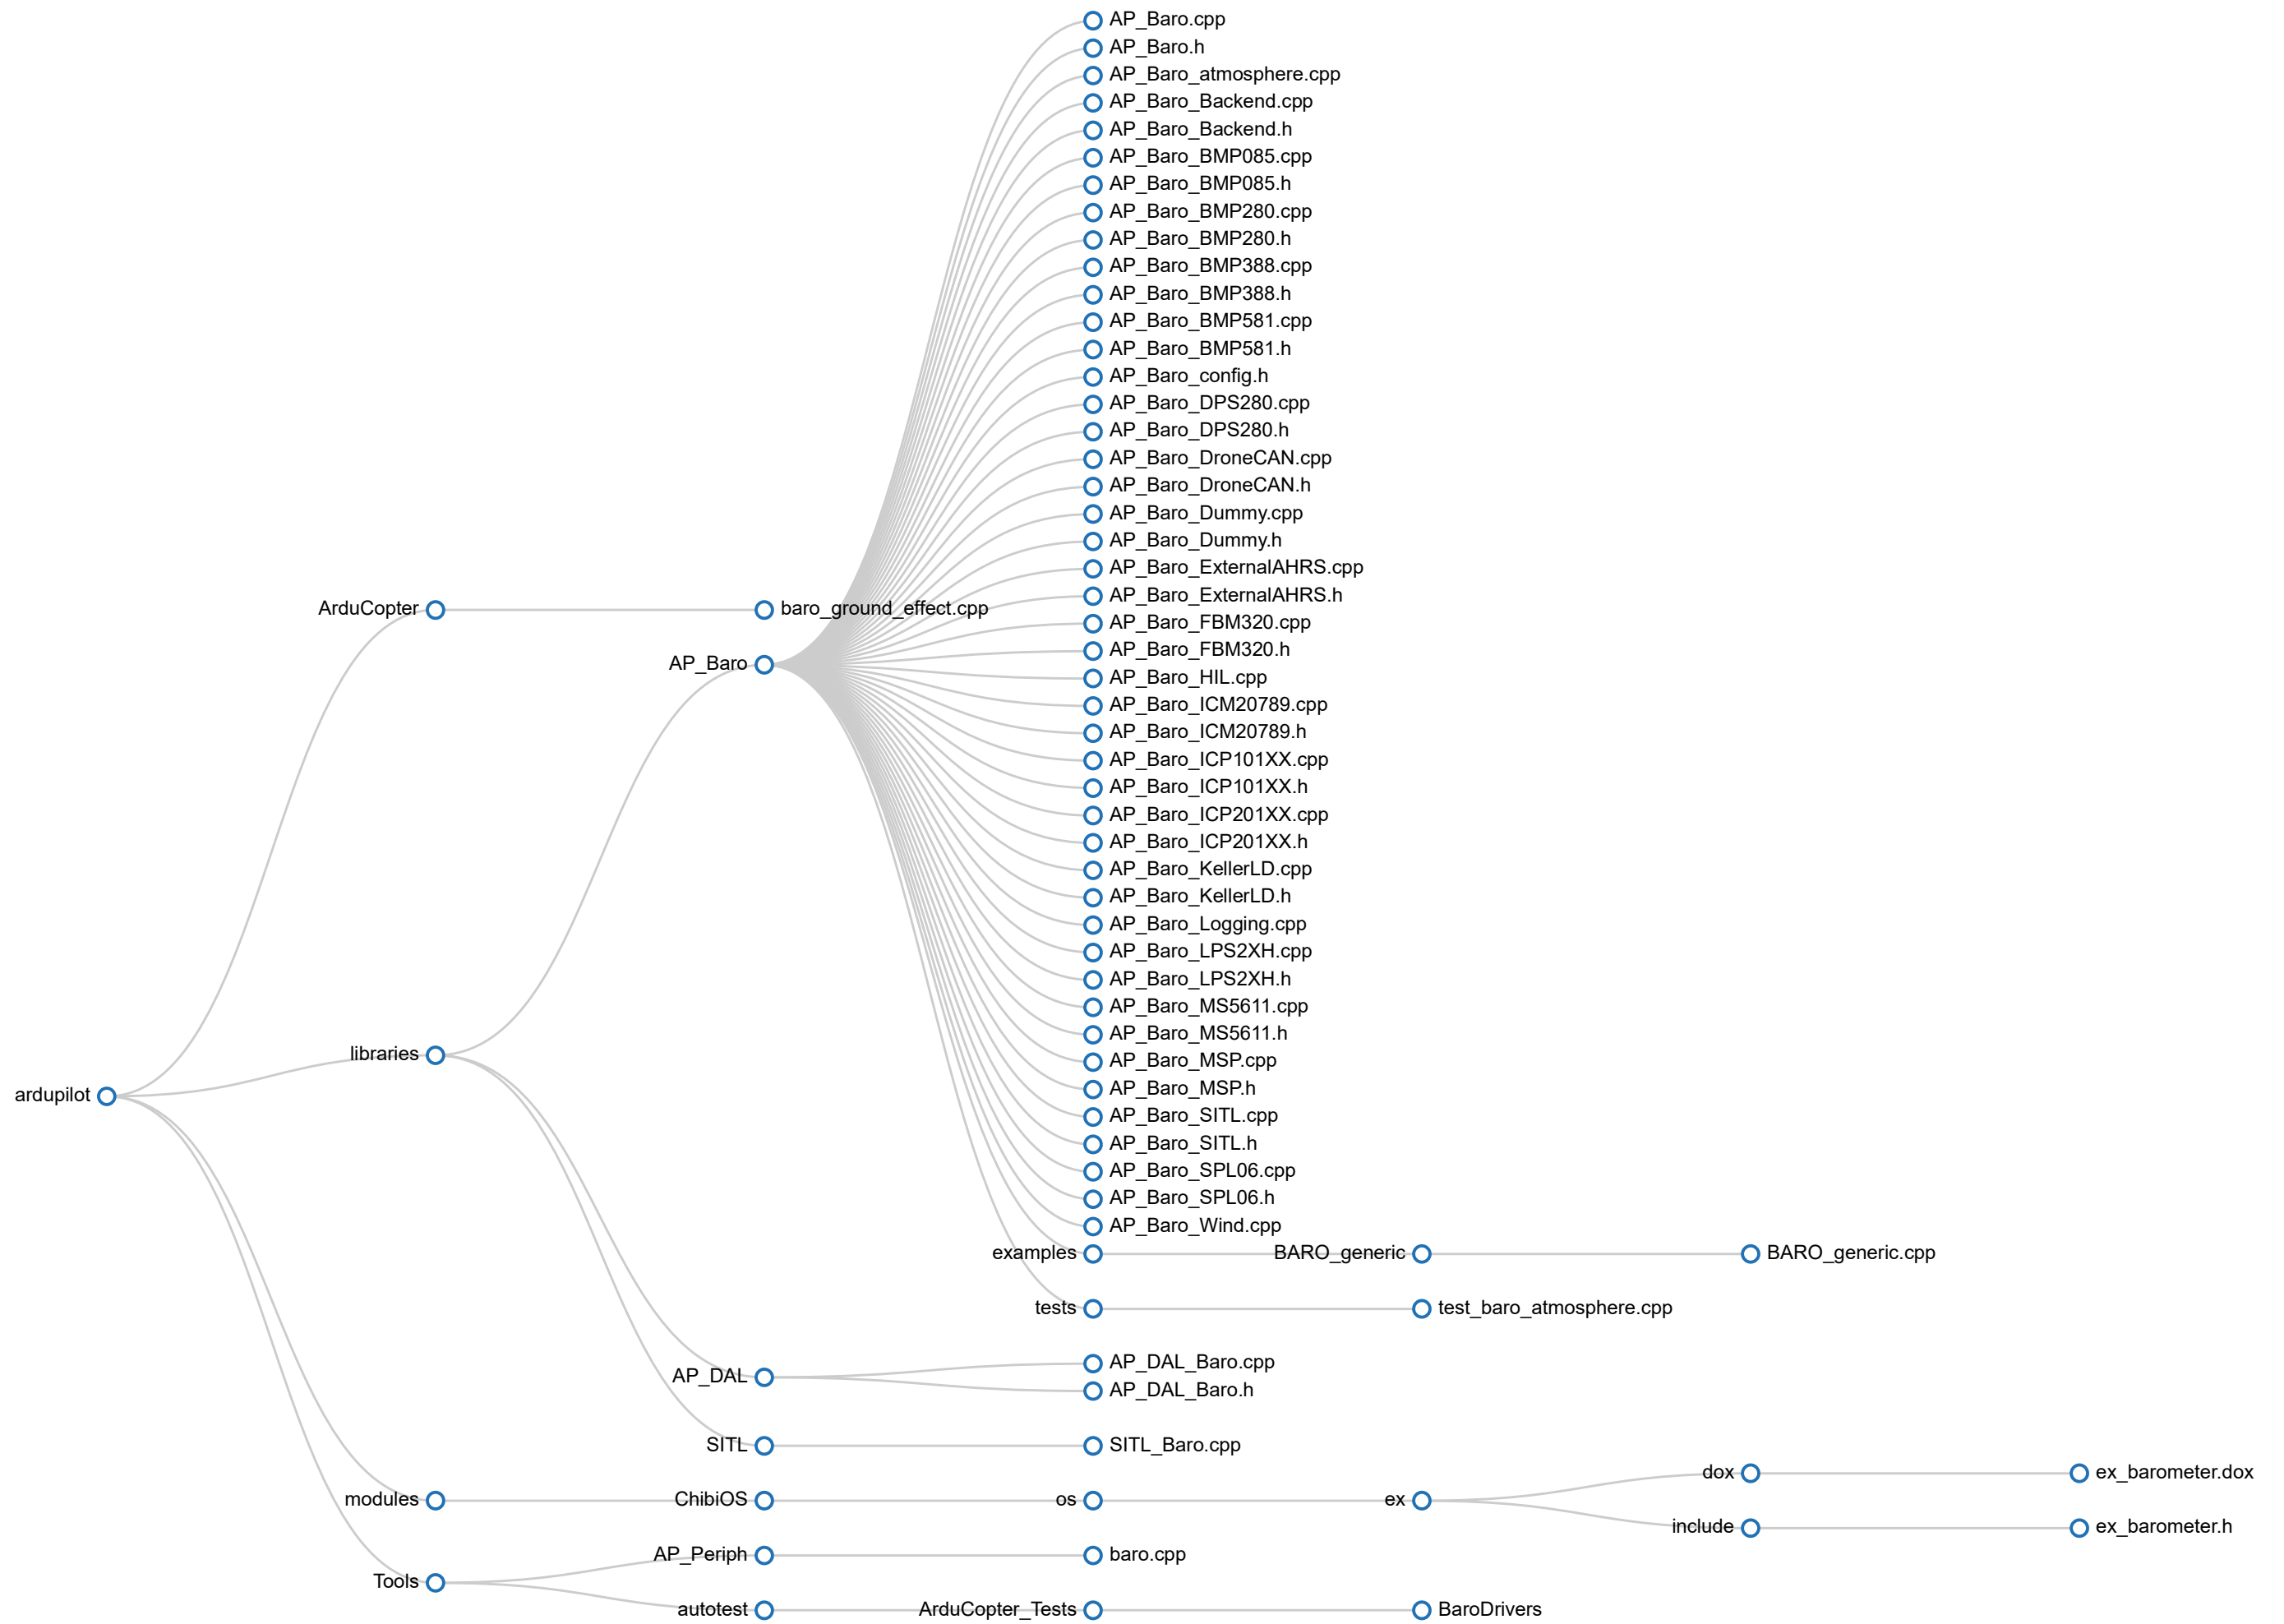 AP_Baro.cpp
AP_Baro.h
AP_Baro_atmosphere.cpp
AP_Baro_Backend.cpp
AP_Baro_Backend.h
AP_Baro_BMP085.cpp
AP_Baro_BMP085.h
AP_Baro_BMP280.cpp
AP_Baro_BMP280.h
AP_Baro_BMP388.cpp
AP_Baro_BMP388.h
AP_Baro_BMP581.cpp
AP_Baro_BMP581.h
AP_Baro_config.h
AP_Baro_DPS280.cpp
AP_Baro_DPS280.h
AP_Baro_DroneCAN.cpp
AP_Baro_DroneCAN.h
AP_Baro_Dummy.cpp
AP_Baro_Dummy.h
AP_Baro_ExternalAHRS.cpp
AP_Baro_ExternalAHRS.h
ArduCopter baro_ground_effect.cpp
AP_Baro_FBM320.cpp
AP_Baro_FBM320.h
AP_Baro
AP_Baro_HIL.cpp
AP_Baro_ICM20789.cpp
AP_Baro_ICM20789.h
AP_Baro_ICP101XX.cpp
AP_Baro_ICP101XX.h
AP_Baro_ICP201XX.cpp
AP_Baro_ICP201XX.h
AP_Baro_KellerLD.cpp
AP_Baro_KellerLD.h
AP_Baro_Logging.cpp
AP_Baro_LPS2XH.cpp
AP_Baro_LPS2XH.h
AP_Baro_MS5611.cpp
AP_Baro_MS5611.h
libraries
AP_Baro_MSP.cpp
AP_Baro_MSP.h
ardupilot
AP_Baro_SITL.cpp
AP_Baro_SITL.h
AP_Baro_SPL06.cpp
AP_Baro_SPL06.h
AP_Baro_Wind.cpp
examples BARO_generic BARO_generic.cpp
tests test_baro_atmosphere.cpp
AP_DAL_Baro.cpp
AP_DAL
AP_DAL_Baro.h
SITL SITL_Baro.cpp
dox ex_barometer.dox
modules ChibiOS os ex
include ex_barometer.h
AP_Periph baro.cpp
Tools
autotest ArduCopter_Tests BaroDrivers